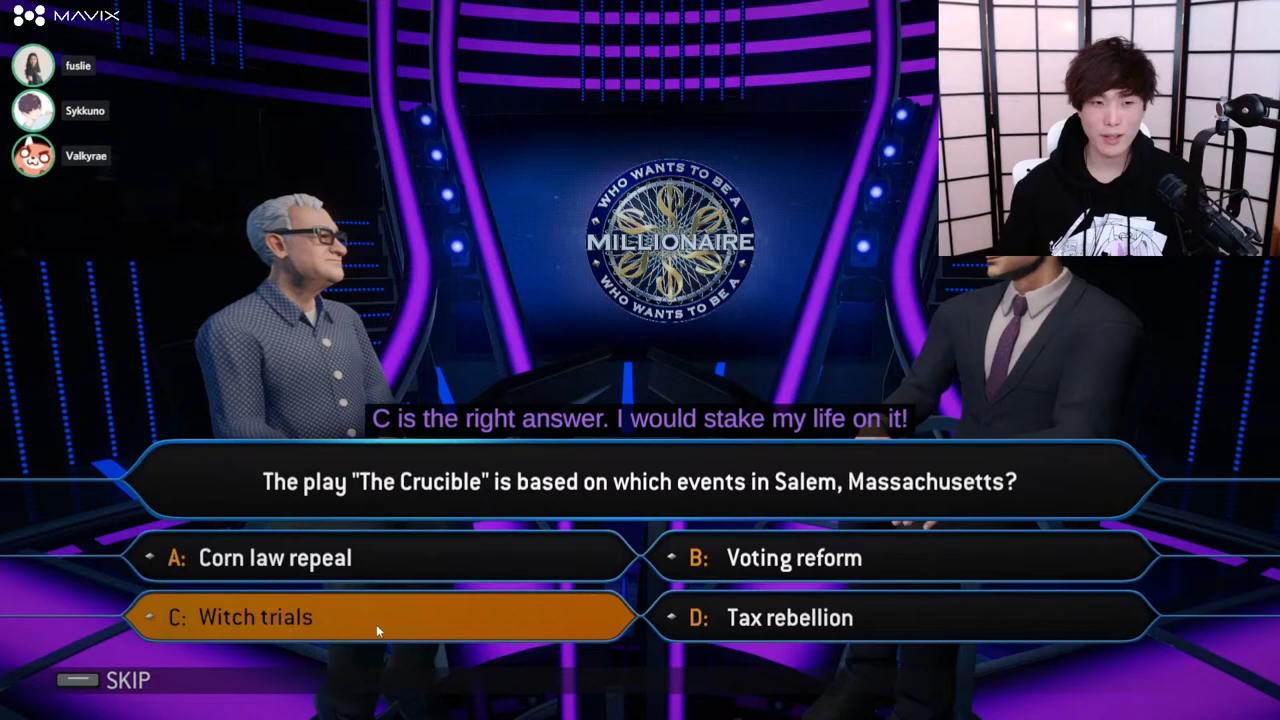 MAVIX
fuslie
Sykkuno
Valkyrae
WHO WANTS TO BE A
MILLIONAIRE
WHO WANTS TO BE A
C is the right answer. I would stake my life on it!
The play "The Crucible" is based on which events in Salem, Massachusetts?
A: Corn law repeal
B: Voting reform
C: Witch trials
D: Tax rebellion
SKIP